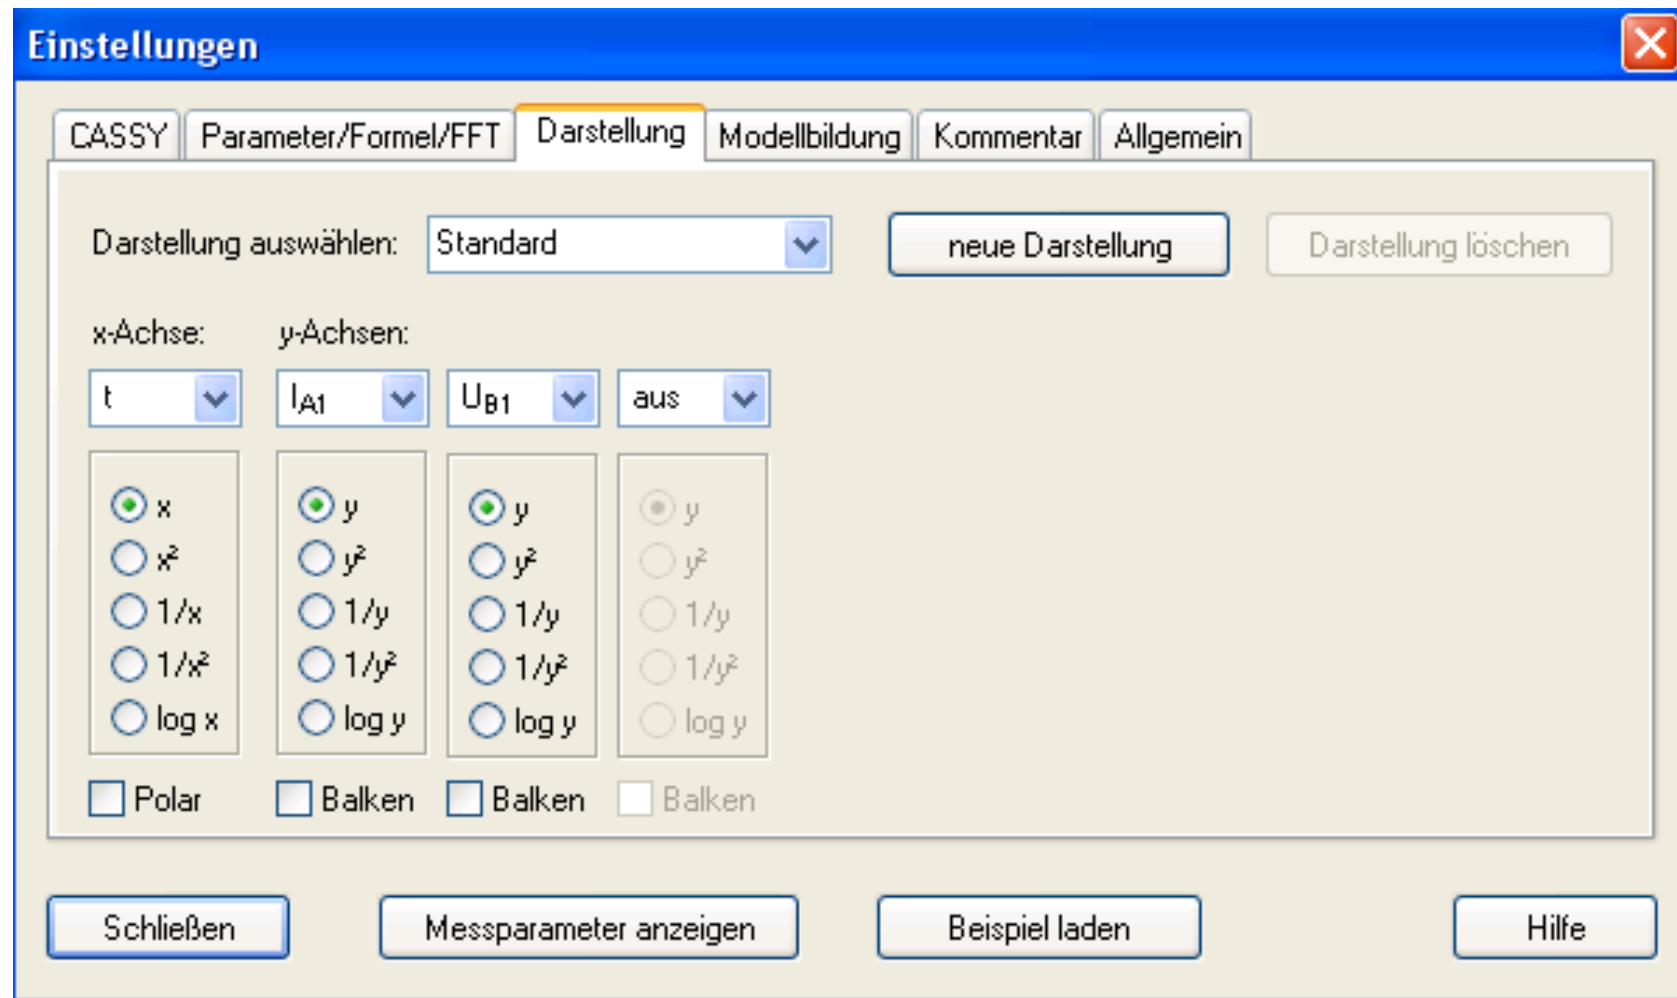 Einstellungen
CASSY Parameter/Formel/FFT Darstellung Modellbildung Kommentar Allgemein
Darstellung auswählen: Standard neue Darstellung Darstellung löschen
x-Achse: y-Achsen:
t I_A1 U_B1 aus
x y y y
x² y² y² y²
1/x 1/y 1/y 1/y
1/x² 1/y² 1/y² 1/y²
log x log y log y log y
Polar Balken Balken Balken
Schließen Messparameter anzeigen Beispiel laden Hilfe